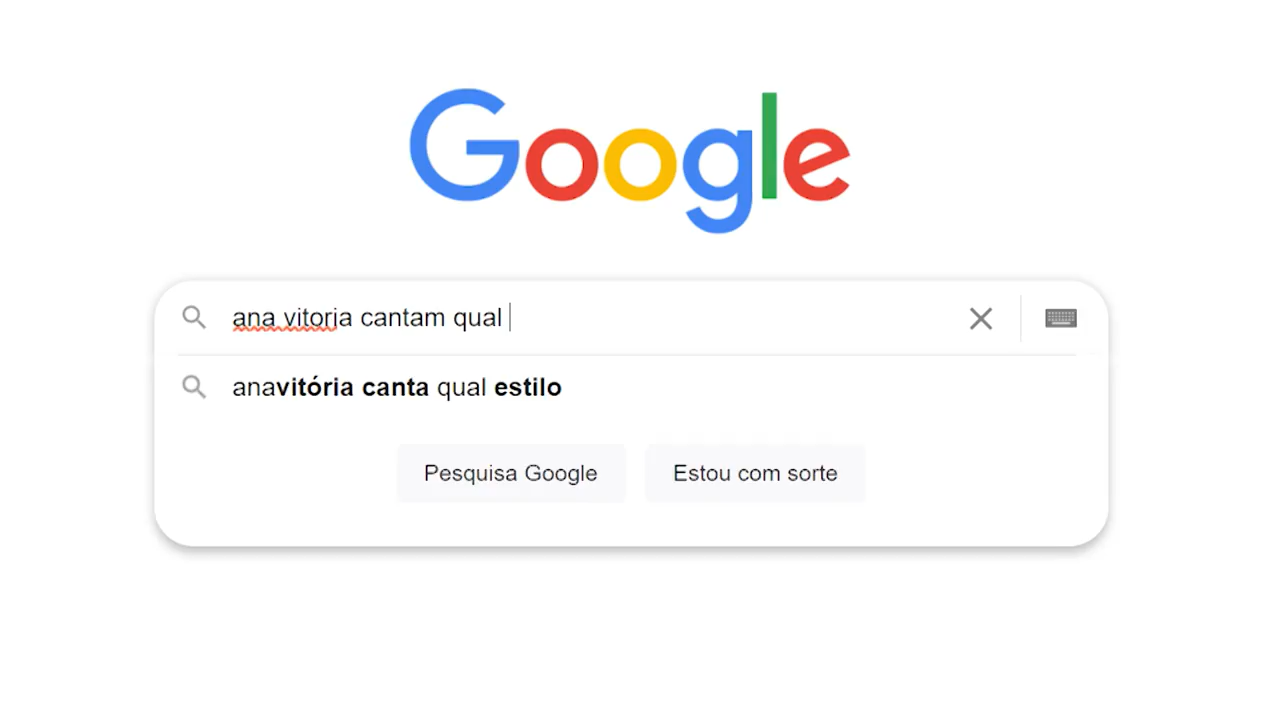 Google
ana vitoria cantam qual
anavitória canta qual estilo
Pesquisa Google
Estou com sorte